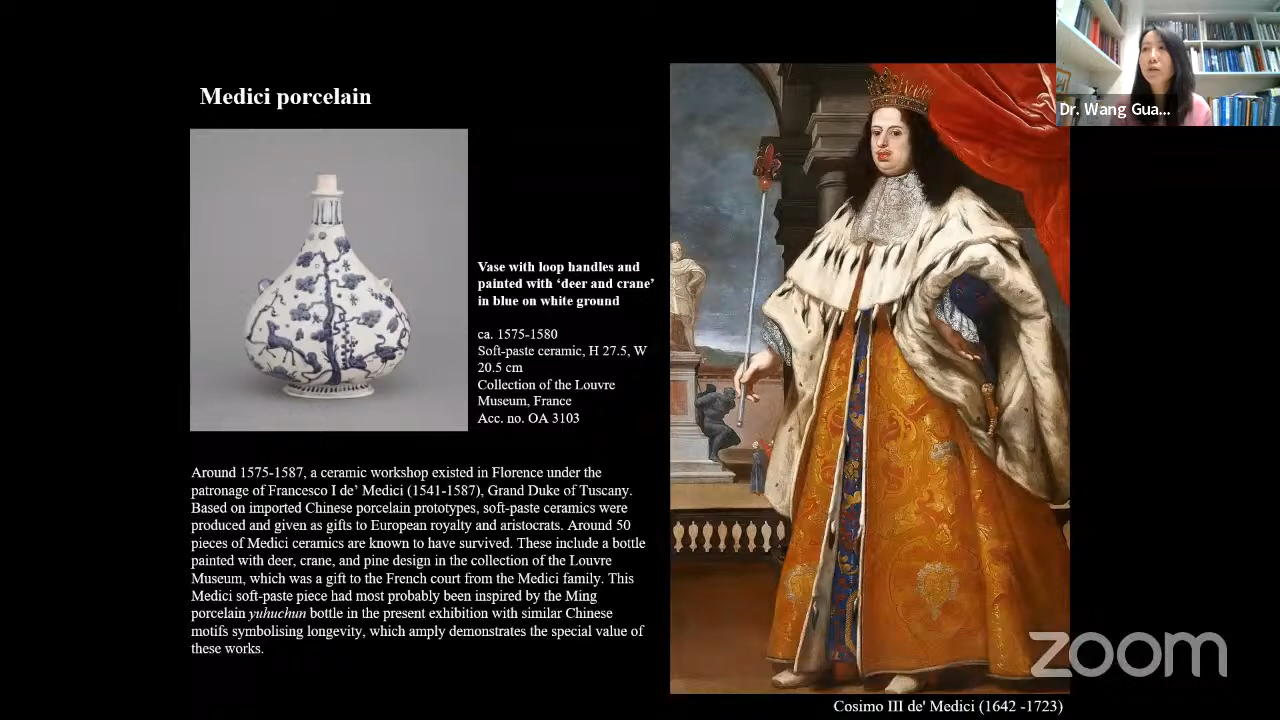 Medici porcelain
Vase with loop handles and
painted with ‘deer and crane’
in blue on white ground
ca. 1575-1580
Soft-paste ceramic, H 27.5, W
20.5 cm
Collection of the Louvre
Museum, France
Acc. no. OA 3103
Around 1575-1587, a ceramic workshop existed in Florence under the
patronage of Francesco I de’ Medici (1541-1587), Grand Duke of Tuscany.
Based on imported Chinese porcelain prototypes, soft-paste ceramics were
produced and given as gifts to European royalty and aristocrats. Around 50
pieces of Medici ceramics are known to have survived. These include a bottle
painted with deer, crane, and pine design in the collection of the Louvre
Museum, which was a gift to the French court from the Medici family. This
Medici soft-paste piece had most probably been inspired by the Ming
porcelain yuhuchun bottle in the present exhibition with similar Chinese
motifs symbolising longevity, which amply demonstrates the special value of
these works.
Dr. Wang Gua...
zoom
Cosimo III de' Medici (1642 -1723)